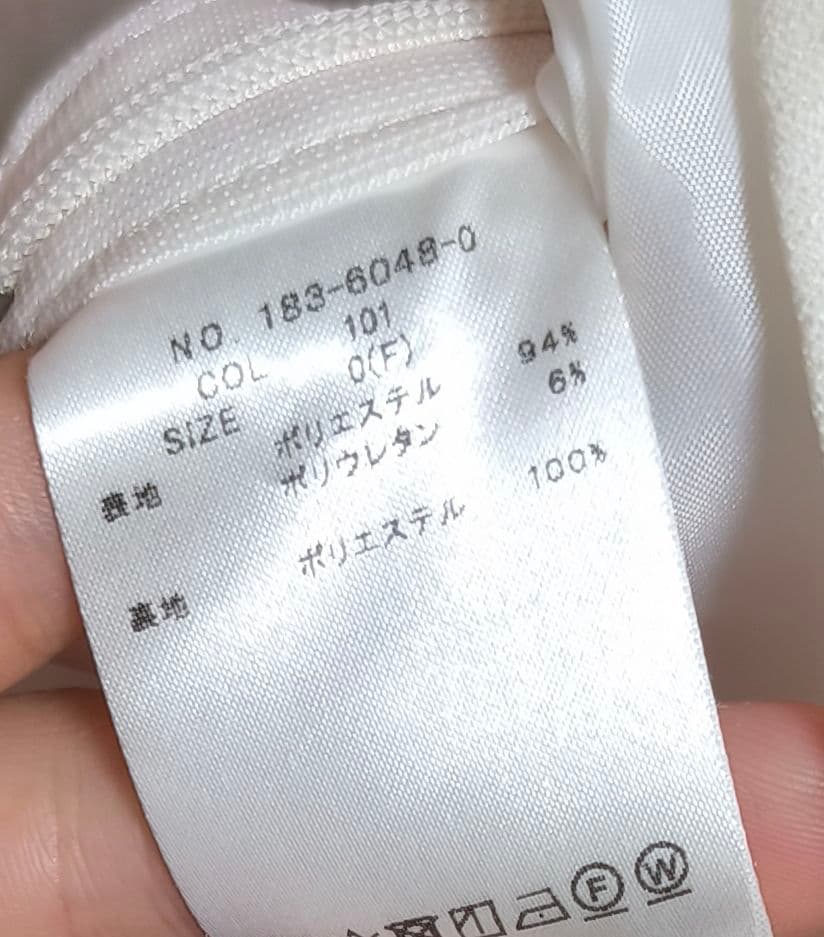 NO. 183-6048-0
COL 101
SIZE 0(F)
表地 ポリエステル 94%
ポリウレタン 6%
裏地 ポリエステル 100%
F W